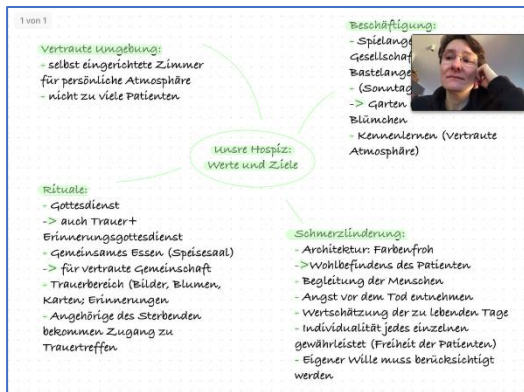 1 von 1
Vertraute Umgebung:
- selbst eingerichtete Zimmer
für persönliche Atmosphäre
- nicht zu viele Patienten
Beschäftigung:
- Spielange
Gesellschaf
Bastelange
- (Sonntag
-> Garten
Blümchen
- Kennenlernen (Vertraute
Atmosphäre)
Unsre Hospiz:
Werte und Ziele
Rituale:
- Gottesdienst
-> auch Trauer+
Erinnerungsgottesdienst
- Gemeinsames Essen (Speisesaal)
-> für vertraute Gemeinschaft
- Trauerbereich (Bilder, Blumen,
Karten; Erinnerungen
- Angehörige des Sterbenden
bekommen Zugang zu
Trauertreffen
Schmerzlinderung:
- Architektur: Farbenfroh
->Wohlbefindens des Patienten
- Begleitung der Menschen
- Angst vor dem Tod entnehmen
- Wertschätzung der zu lebenden Tage
- Individualität jedes einzelnen
gewährleistet (Freiheit der Patienten)
- Eigener Wille muss berücksichtigt
werden